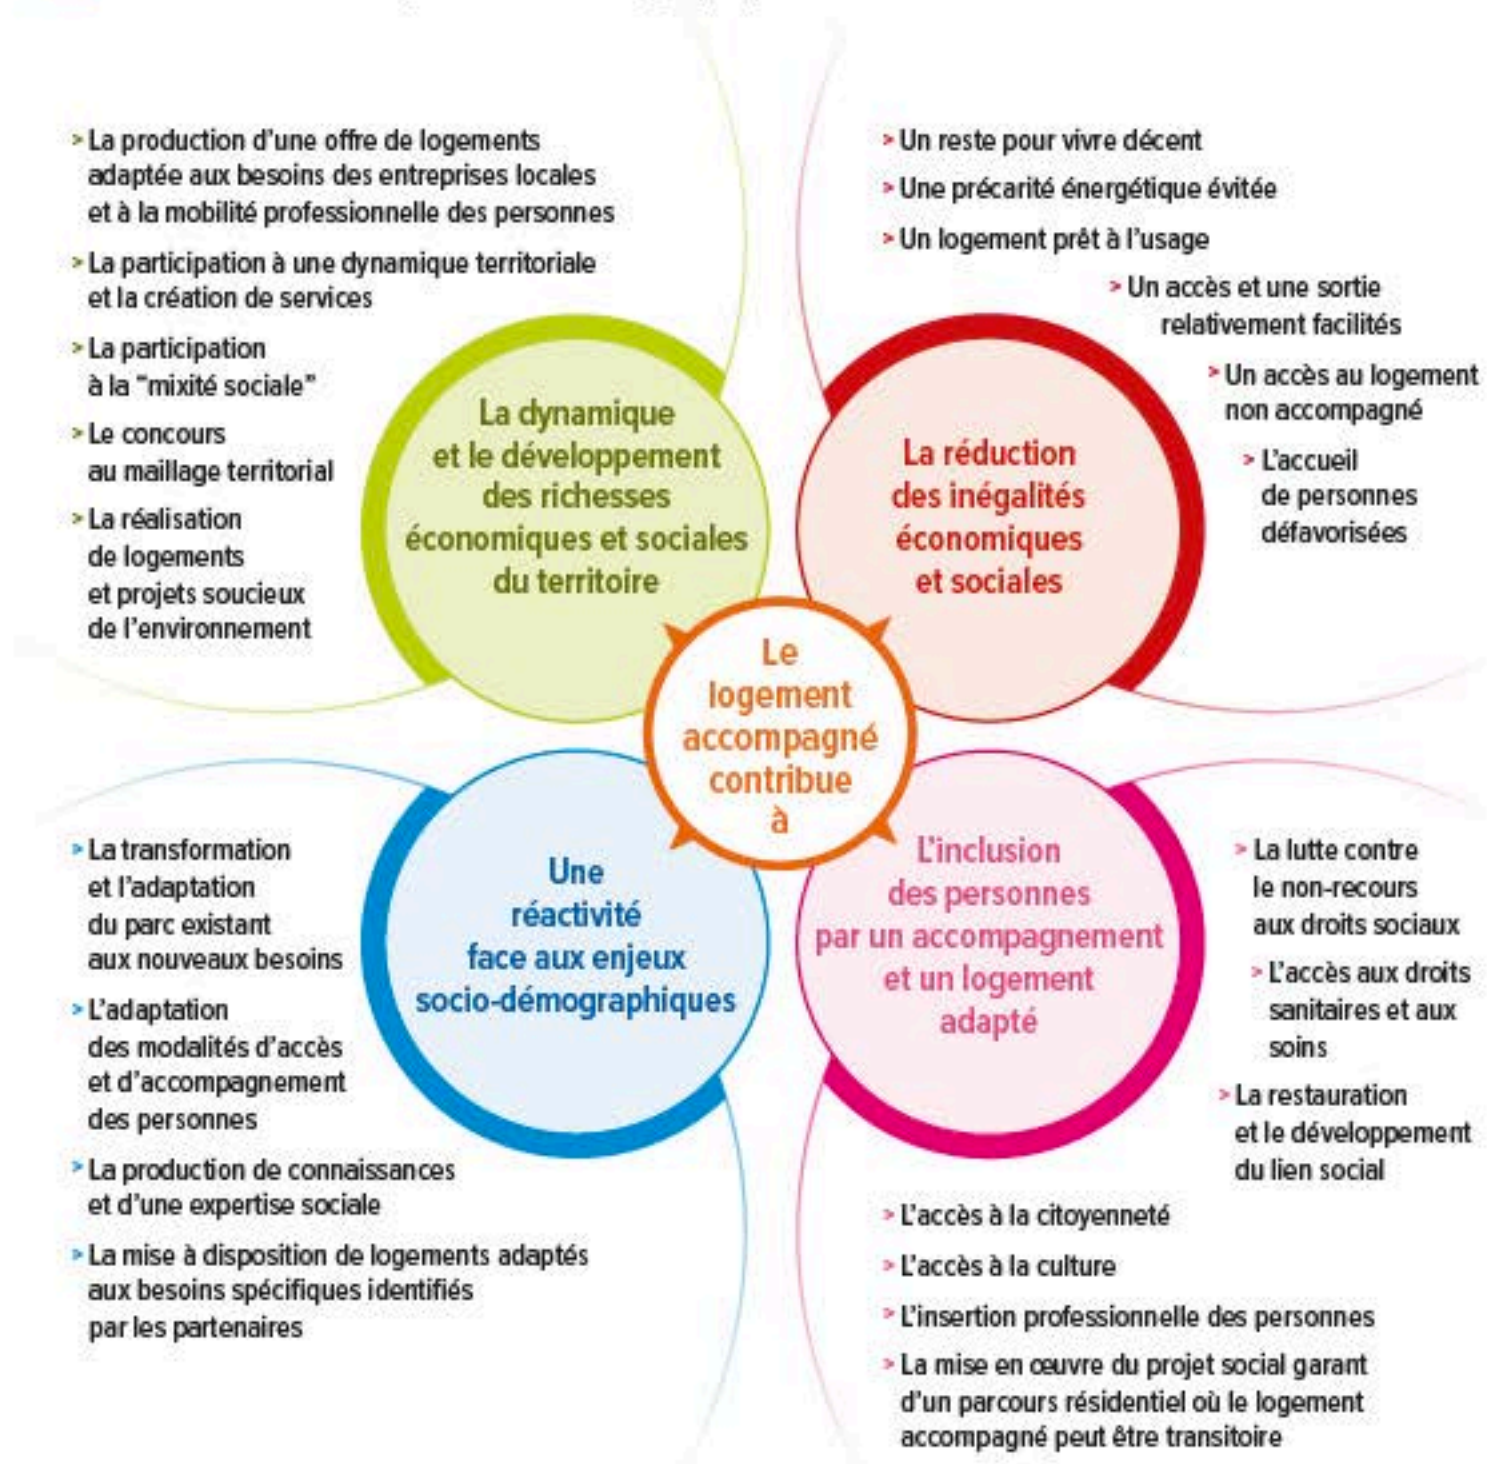 > La production d'une offre de logements
adaptée aux besoins des entreprises locales
et à la mobilité professionnelle des personnes
> La participation à une dynamique territoriale
et la création de services
> La participation
à la "mixité sociale"
> Le concours
au maillage territorial
> La réalisation
de logements
et projets soucieux
de l'environnement
La dynamique
et le développement
des richesses
économiques et sociales
du territoire
> Un reste pour vivre décent
> Une précarité énergétique évitée
> Un logement prêt à l'usage
> Un accès et une sortie
relativement facilités
> Un accès au logement
non accompagné
> L'accueil
de personnes
défavorisées
La réduction
des inégalités
économiques
et sociales
Le
logement
accompagné
contribue
à
> La transformation
et l'adaptation
du parc existant
aux nouveaux besoins
> L'adaptation
des modalités d'accès
et d'accompagnement
des personnes
> La production de connaissances
et d'une expertise sociale
> La mise à disposition de logements adaptés
aux besoins spécifiques identifiés
par les partenaires
Une
réactivité
face aux enjeux
socio-démographiques
L'inclusion
des personnes
par un accompagnement
et un logement
adapté
> La lutte contre
le non-recours
aux droits sociaux
> L'accès aux droits
sanitaires et aux
soins
> La restauration
et le développement
du lien social
> L'accès à la citoyenneté
> L'accès à la culture
> L'insertion professionnelle des personnes
> La mise en œuvre du projet social garant
d'un parcours résidentiel où le logement
accompagné peut être transitoire